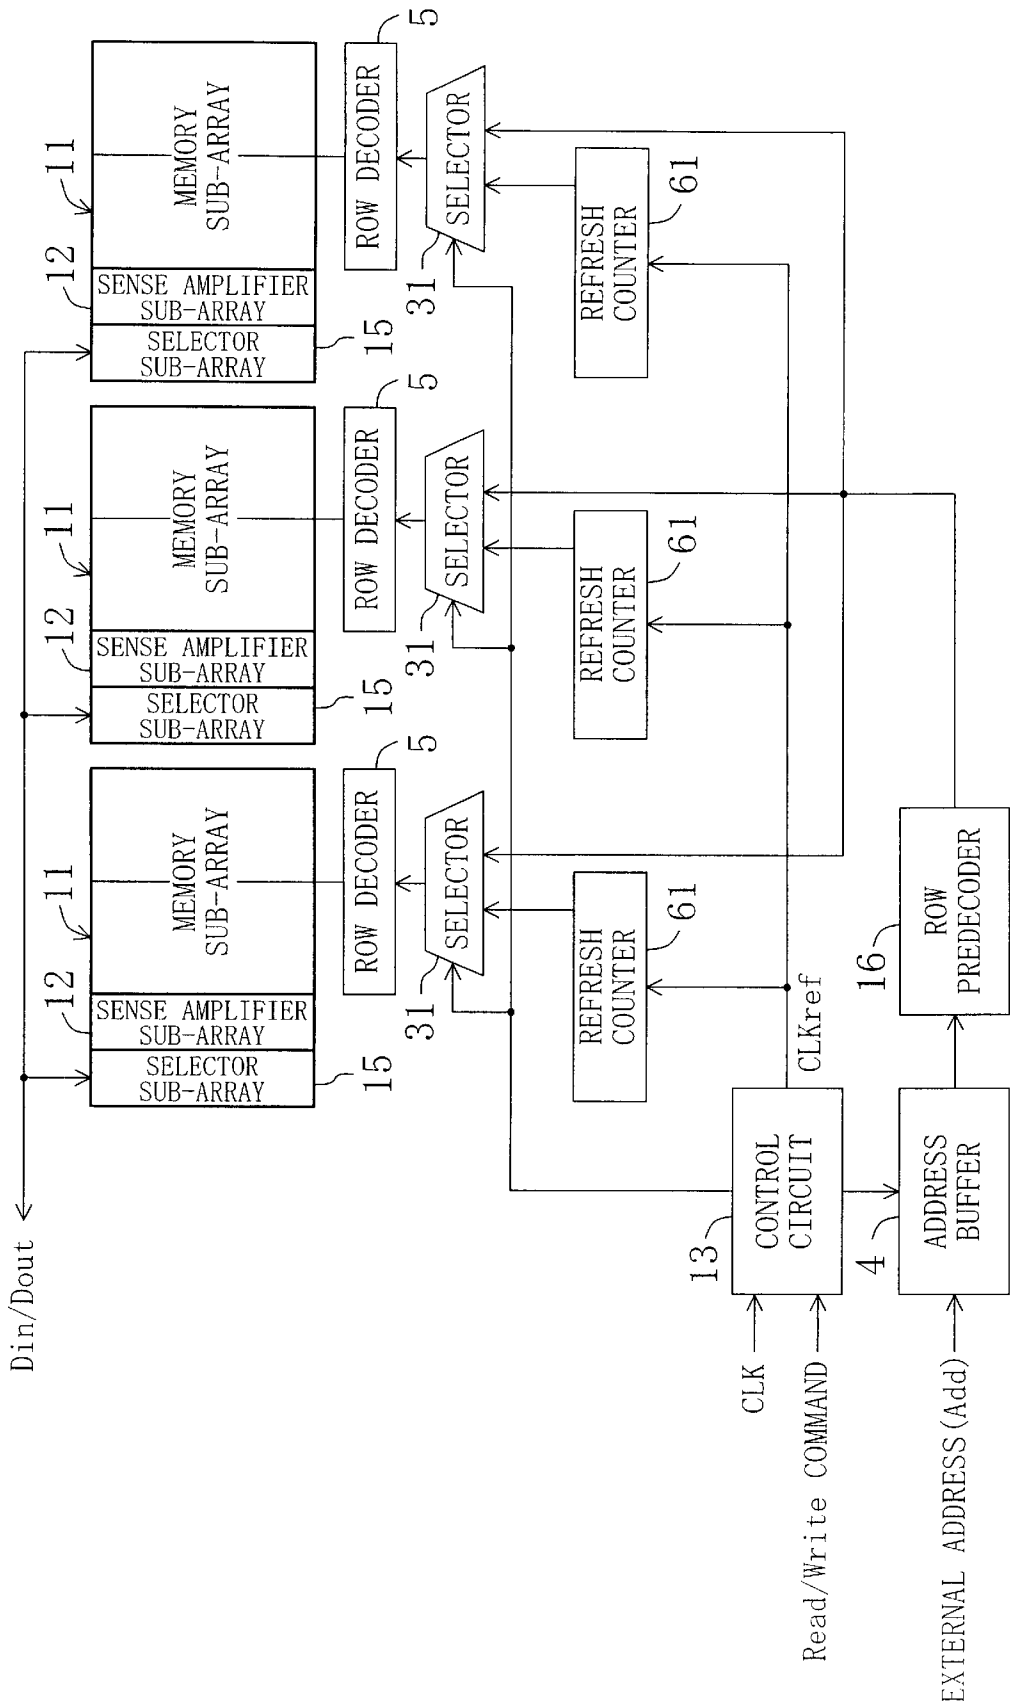 Din/Dout
11
12
MEMORY
SUB-ARRAY
SENSE AMPLIFIER
SUB-ARRAY
SELECTOR
SUB-ARRAY
15
ROW DECODER
5
SELECTOR
31
REFRESH
COUNTER
61
11
12
MEMORY
SUB-ARRAY
SENSE AMPLIFIER
SUB-ARRAY
SELECTOR
SUB-ARRAY
15
ROW DECODER
5
SELECTOR
31
REFRESH
COUNTER
61
11
12
MEMORY
SUB-ARRAY
SENSE AMPLIFIER
SUB-ARRAY
SELECTOR
SUB-ARRAY
15
ROW DECODER
5
SELECTOR
31
REFRESH
COUNTER
61
CLK
Read/Write COMMAND
13
CONTROL
CIRCUIT
CLKref
EXTERNAL ADDRESS(Add)
4
ADDRESS
BUFFER
16
ROW
PREDECODER